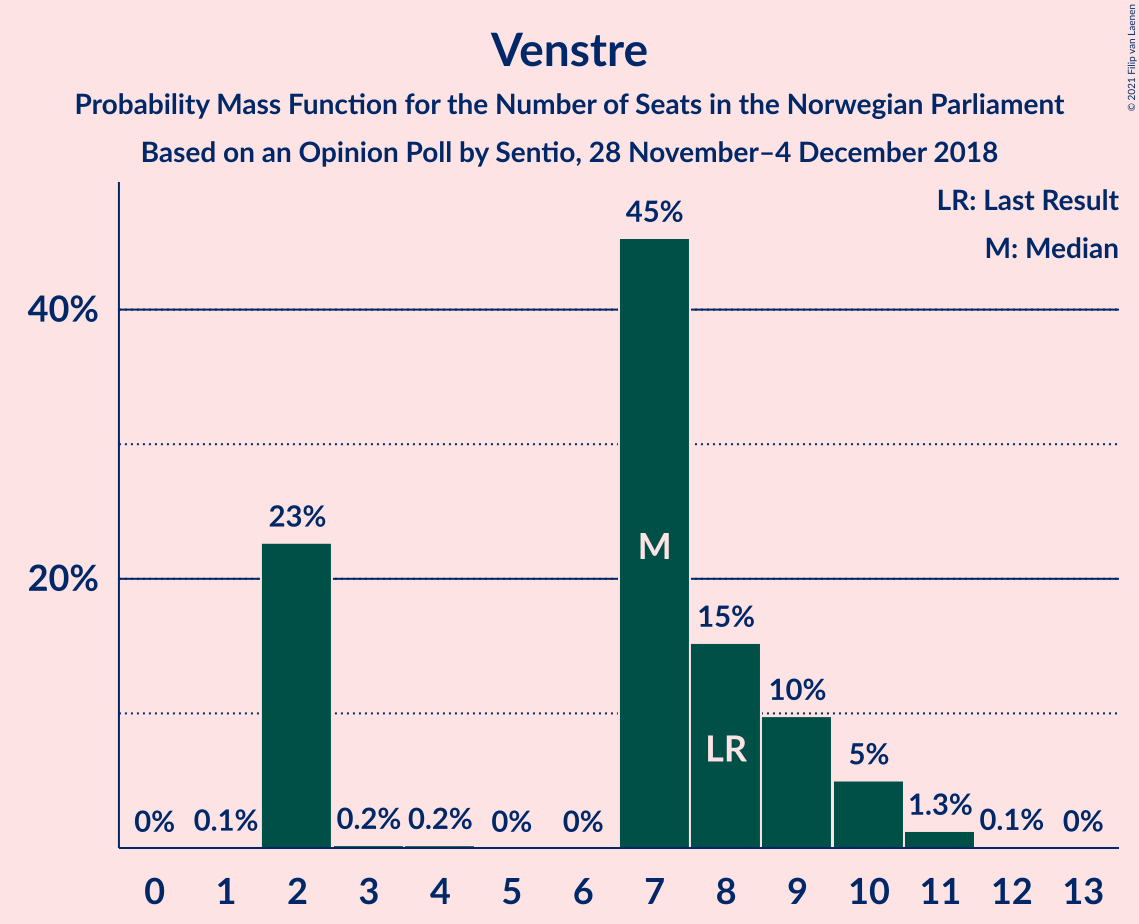 © 2021 Filip van Laenen
Venstre
Probability Mass Function for the Number of Seats in the Norwegian Parliament
Based on an Opinion Poll by Sentio, 28 November–4 December 2018
LR: Last Result
M: Median
45%
40%
23%
M
20%
15%
10%
LR
5%
0% 0.1% 0.2% 0.2% 0% 0% 1.3% 0.1% 0%
0 1 2 3 4 5 6 7 8 9 10 11 12 13